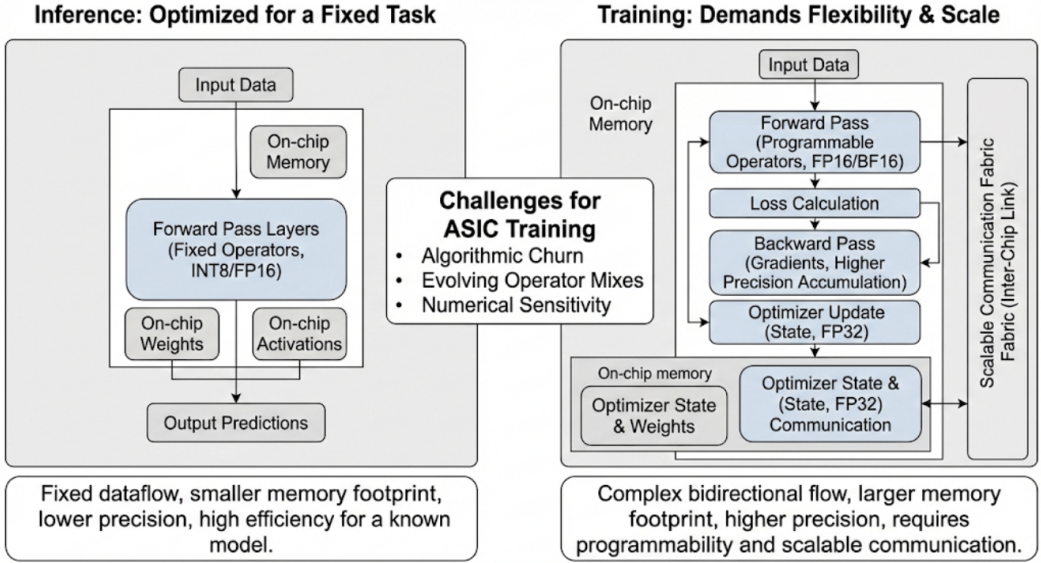 Inference: Optimized for a Fixed Task
Input Data
On-chip
Memory
Forward Pass Layers
(Fixed Operators,
INT8/FP16)
On-chip
Weights
On-chip
Activations
Output Predictions
Fixed dataflow, smaller memory footprint,
lower precision, high efficiency for a known
model.
Challenges for
ASIC Training
• Algorithmic Churn
• Evolving Operator Mixes
• Numerical Sensitivity
Training: Demands Flexibility & Scale
Input Data
On-chip
Memory
Forward Pass
(Programmable
Operators, FP16/BF16)
Loss Calculation
Backward Pass
(Gradients, Higher
Precision Accumulation)
Optimizer Update
(State, FP32)
On-chip memory
Optimizer State
& Weights
Optimizer State &
(State, FP32)
Communication
Scalable Communication Fabric
Fabric (Inter-Chip Link)
Complex bidirectional flow, larger memory
footprint, higher precision, requires
programmability and scalable communication.